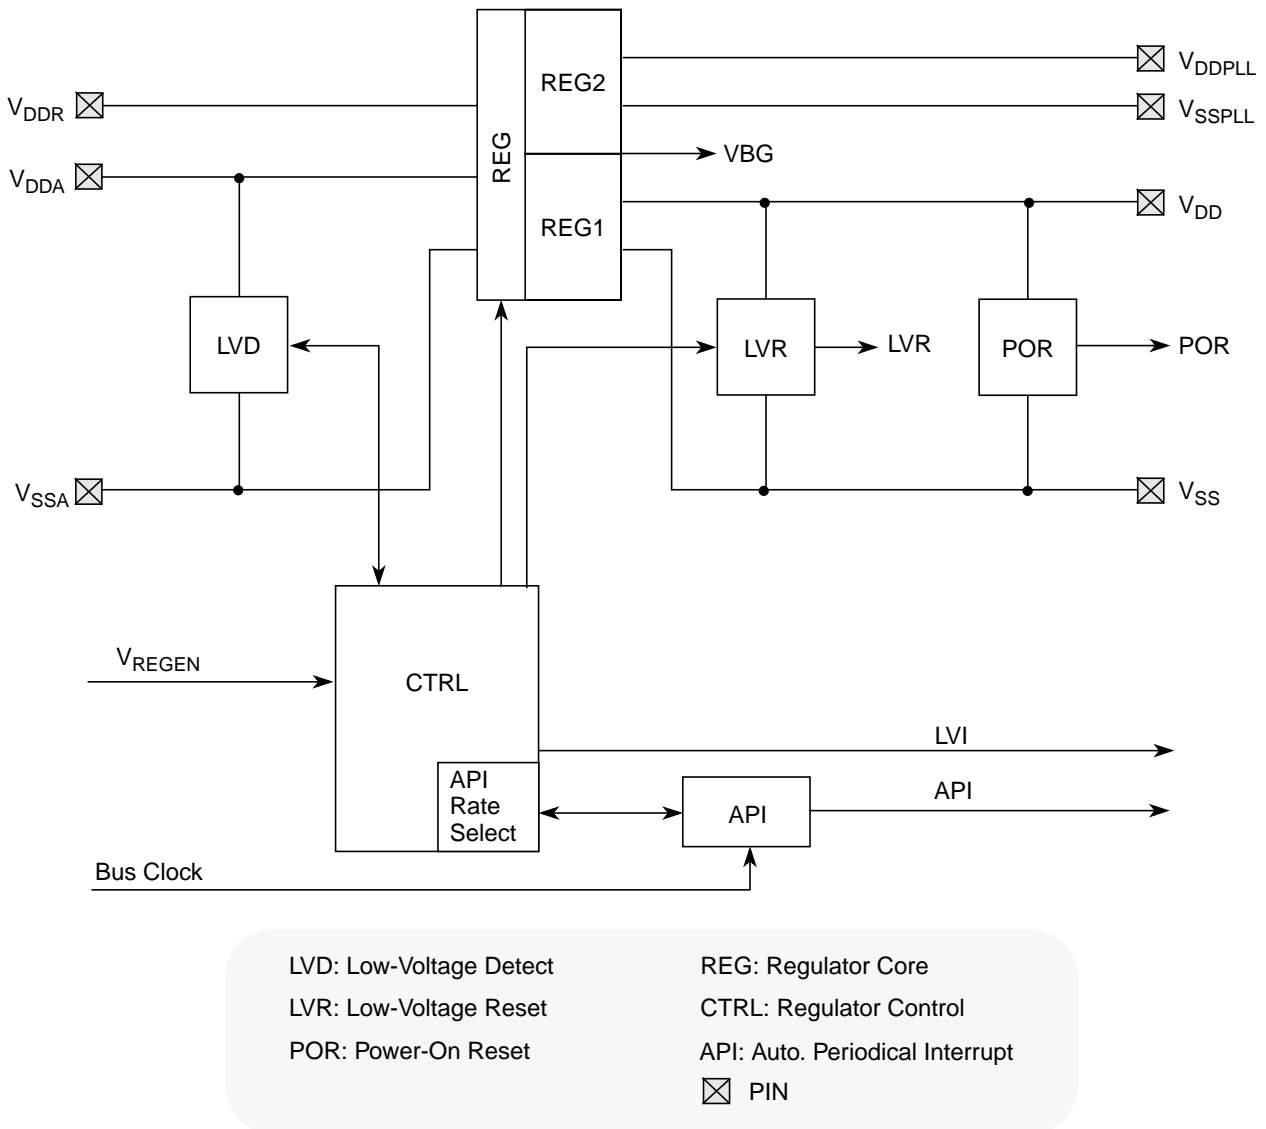 REG2
V_DDPLL
V_DDR
V_SSPLL
REG
VBG
V_DDA
REG1
V_DD
LVD
LVR
LVR
POR
POR
V_SSA
V_SS
V_REGEN
CTRL
LVI
API
Rate
Select
API
API
Bus Clock
LVD: Low-Voltage Detect
LVR: Low-Voltage Reset
POR: Power-On Reset
REG: Regulator Core
CTRL: Regulator Control
API: Auto. Periodical Interrupt
PIN